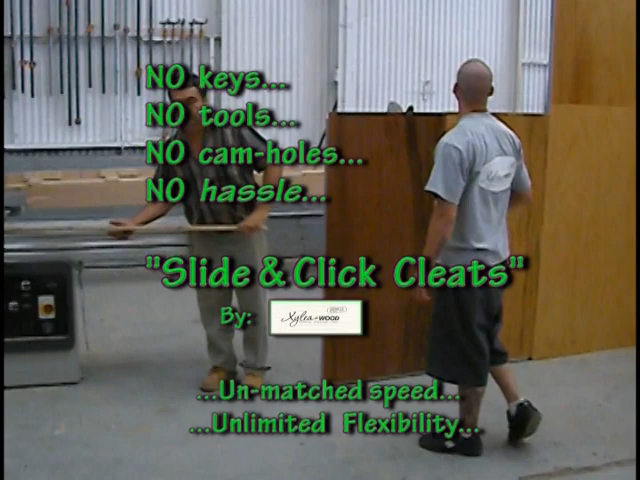 NO keys...
NO tools...
NO cam-holes...
NO hassle...
"Slide & Click Cleats"
By: Xylea of WOOD
...Un-matched speed...
...Unlimited Flexibility...